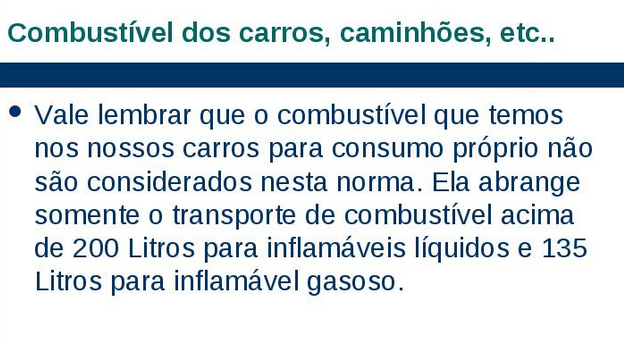 Combustível dos carros, caminhões, etc..
• Vale lembrar que o combustível que temos
nos nossos carros para consumo próprio não
são considerados nesta norma. Ela abrange
somente o transporte de combustível acima
de 200 Litros para inflamáveis líquidos e 135
Litros para inflamável gasoso.